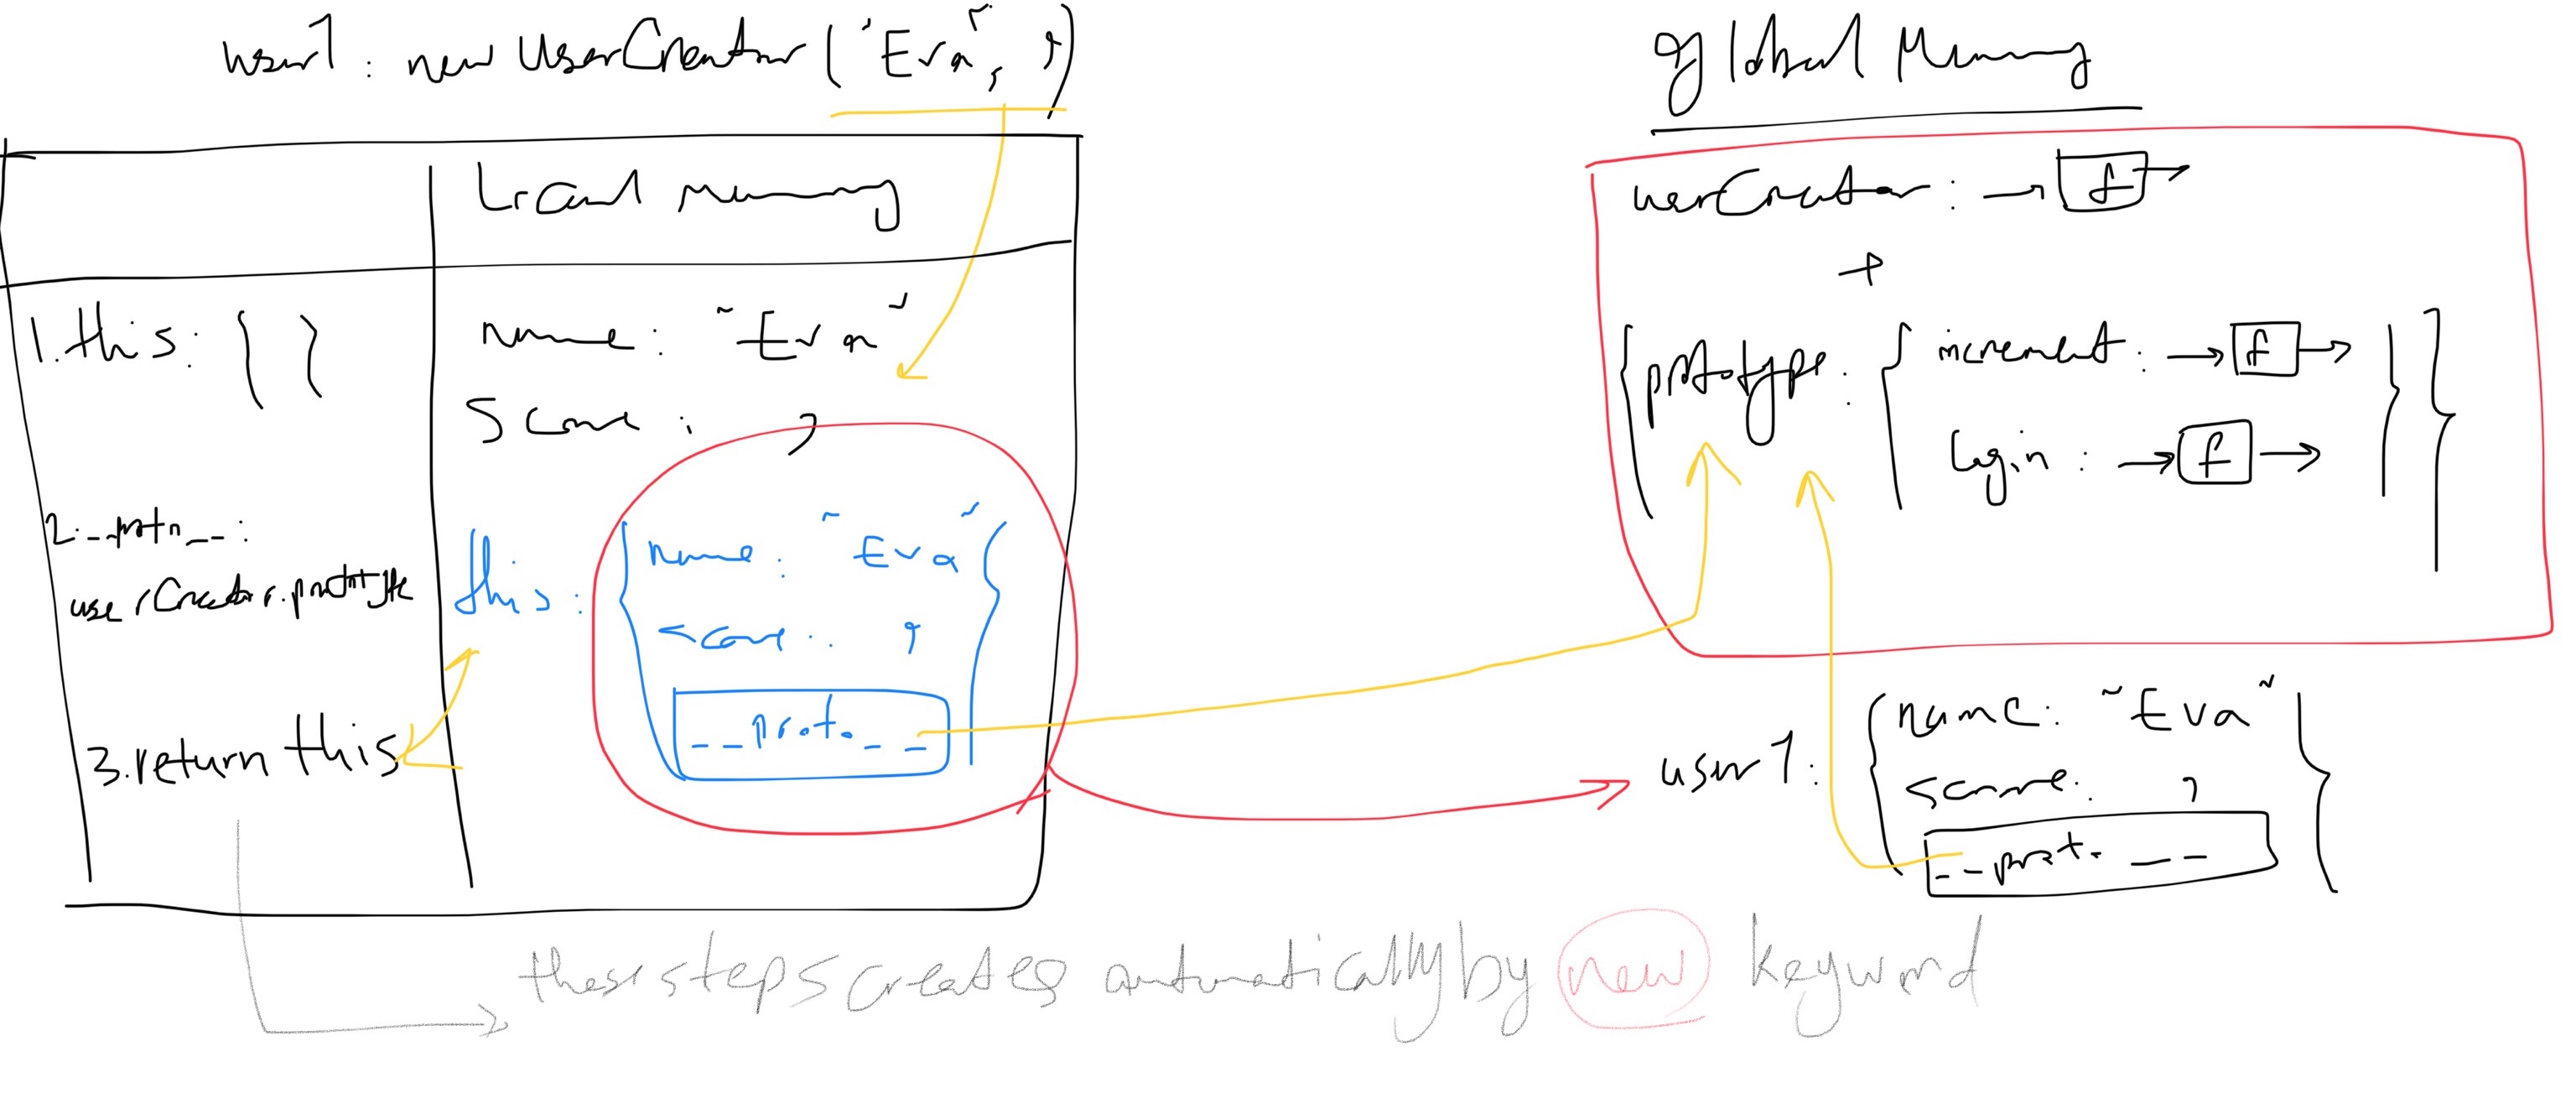 user1: new UserCreator("Eva", 9)
Local memory
1. this: { }
name: "Eva"
Score: 9
2. __proto__:
userCreator.prototype
this: { name: "Eva"
score: 9
__proto__ }
3. return this
these steps creates automatically by new keyword
global Memory
userCreator: → f →
+
{ prototype: { increment: → f →
login: → f → } }
user1: { name: "Eva"
score: 9
__proto__ }